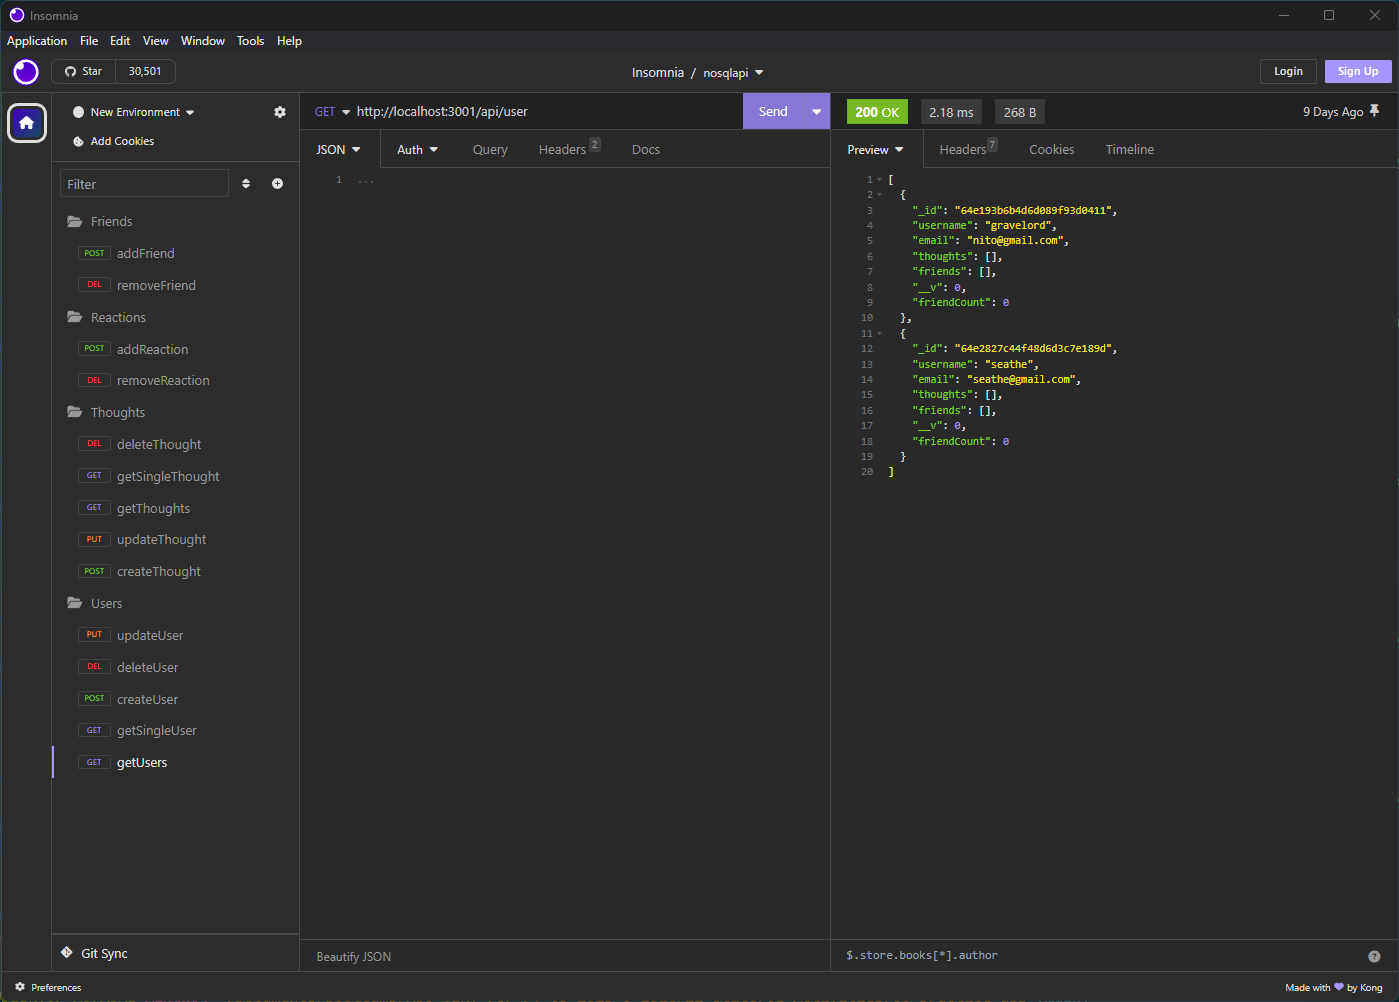 Insomnia
Application File Edit View Window Tools Help
Star 30,501
Insomnia / nosqlapi
Login Sign Up
New Environment
Add Cookies
Filter
Friends
POST addFriend
DEL removeFriend
Reactions
POST addReaction
DEL removeReaction
Thoughts
DEL deleteThought
GET getSingleThought
GET getThoughts
PUT updateThought
POST createThought
Users
PUT updateUser
DEL deleteUser
POST createUser
GET getSingleUser
GET getUsers
Git Sync
Preferences
GET http://localhost:3001/api/user Send
JSON Auth Query Headers 2 Docs
1 ...
Beautify JSON
200 OK 2.18 ms 268 B 9 Days Ago
Preview Headers 7 Cookies Timeline
1 [
2 {
3 "_id": "64e193b6b4d6d089f93d0411",
4 "username": "gravelord",
5 "email": "nito@gmail.com",
6 "thoughts": [],
7 "friends": [],
8 "__v": 0,
9 "friendCount": 0
10 },
11 {
12 "_id": "64e2827c44f48d6d3c7e189d",
13 "username": "seathe",
14 "email": "seathe@gmail.com",
15 "thoughts": [],
16 "friends": [],
17 "__v": 0,
18 "friendCount": 0
19 }
20 ]
$.store.books[*].author
Made with by Kong